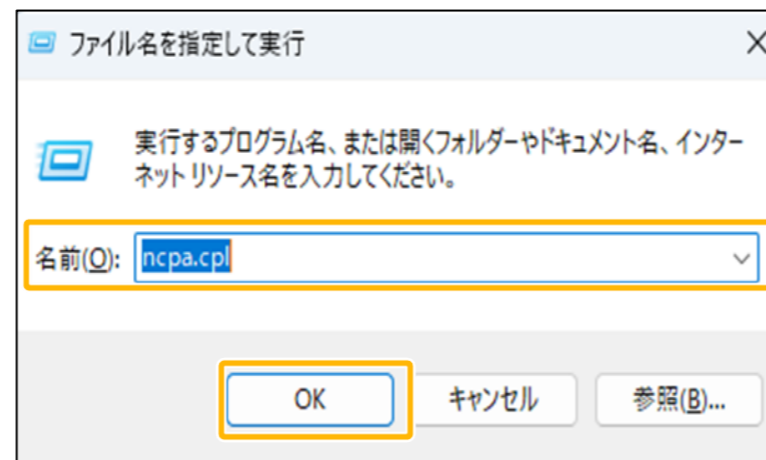 ファイル名を指定して実行
実行するプログラム名、または開くフォルダーやドキュメント名、インター
ネット リソース名を入力してください。
名前(O): ncpa.cpl
OK キャンセル 参照(B)...